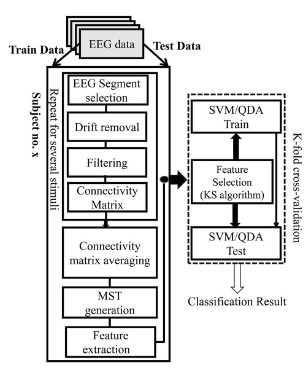 EEG data
Train Data
Test Data
Subject no. x
Repeat for several stimuli
EEG Segment
selection
Drift removal
Filtering
Connectivity
Matrix
Connectivity
matrix averaging
MST
generation
Feature
extraction
SVM/QDA
Train
Feature
Selection
(KS algorithm)
SVM/QDA
Test
K-fold cross-validation
Classification Result